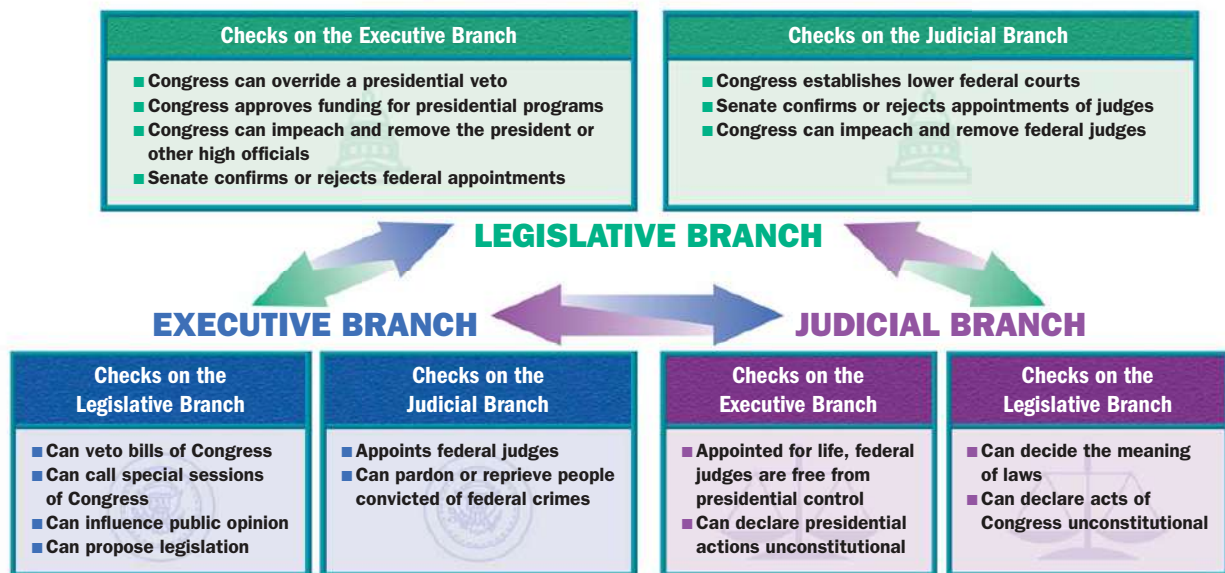 Checks on the Executive Branch
■ Congress can override a presidential veto
■ Congress approves funding for presidential programs
■ Congress can impeach and remove the president or
other high officials
■ Senate confirms or rejects federal appointments
Checks on the Judicial Branch
■ Congress establishes lower federal courts
■ Senate confirms or rejects appointments of judges
■ Congress can impeach and remove federal judges
LEGISLATIVE BRANCH
EXECUTIVE BRANCH
JUDICIAL BRANCH
Checks on the
Legislative Branch
■ Can veto bills of Congress
■ Can call special sessions
of Congress
■ Can influence public opinion
■ Can propose legislation
Checks on the
Judicial Branch
■ Appoints federal judges
■ Can pardon or reprieve people
convicted of federal crimes
Checks on the
Executive Branch
■ Appointed for life, federal
judges are free from
presidential control
■ Can declare presidential
actions unconstitutional
Checks on the
Legislative Branch
■ Can decide the meaning
of laws
■ Can declare acts of
Congress unconstitutional